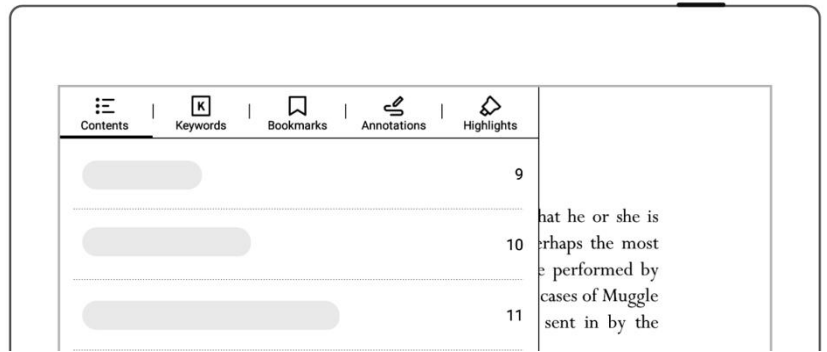 K
Contents | Keywords | Bookmarks | Annotations | Highlights
9
10
11
hat he or she is
erhaps the most
e performed by
cases of Muggle
sent in by the